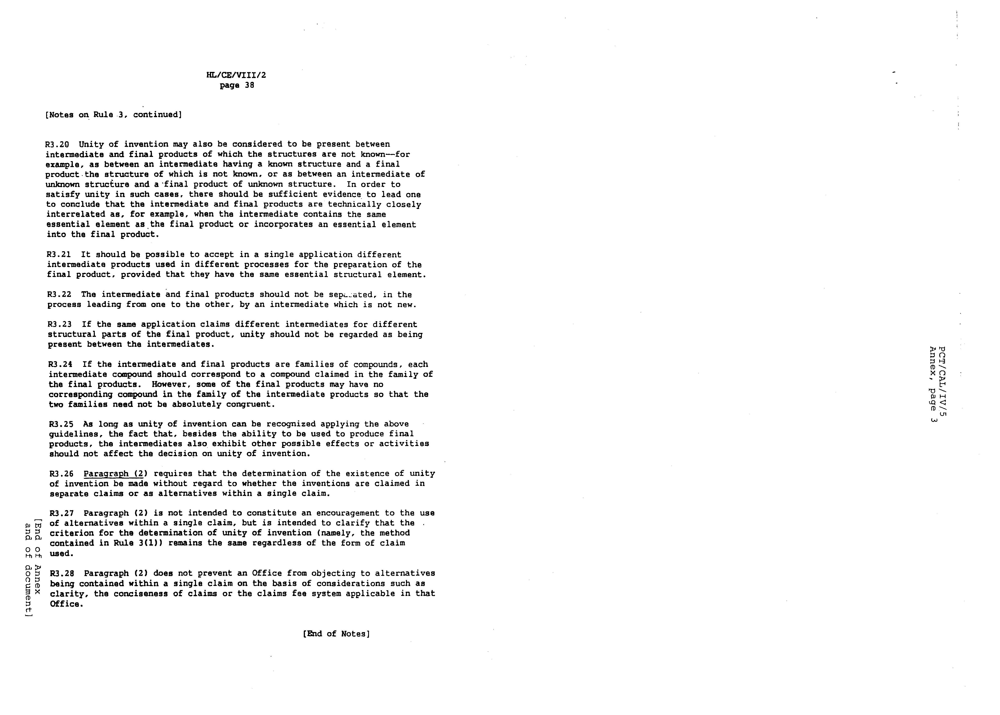 HL/CE/VIII/2
page 38
[Notes on Rule 3, continued]
R3.20 Unity of invention may also be considered to be present between
intermediate and final products of which the structures are not known—for
example, as between an intermediate having a known structure and a final
product the structure of which is not known, or as between an intermediate of
unknown structure and a final product of unknown structure. In order to
satisfy unity in such cases, there should be sufficient evidence to lead one
to conclude that the intermediate and final products are technically closely
interrelated as, for example, when the intermediate contains the same
essential element as the final product or incorporates an essential element
into the final product.
R3.21 It should be possible to accept in a single application different
intermediate products used in different processes for the preparation of the
final product, provided that they have the same essential structural element.
R3.22 The intermediate and final products should not be separated, in the
process leading from one to the other, by an intermediate which is not new.
R3.23 If the same application claims different intermediates for different
structural parts of the final product, unity should not be regarded as being
present between the intermediates.
R3.24 If the intermediate and final products are families of compounds, each
intermediate compound should correspond to a compound claimed in the family of
the final products. However, some of the final products may have no
corresponding compound in the family of the intermediate products so that the
two families need not be absolutely congruent.
R3.25 As long as unity of invention can be recognized applying the above
guidelines, the fact that, besides the ability to be used to produce final
products, the intermediates also exhibit other possible effects or activities
should not affect the decision on unity of invention.
R3.26 Paragraph (2) requires that the determination of the existence of unity
of invention be made without regard to whether the inventions are claimed in
separate claims or as alternatives within a single claim.
R3.27 Paragraph (2) is not intended to constitute an encouragement to the use
of alternatives within a single claim, but is intended to clarify that the
criterion for the determination of unity of invention (namely, the method
contained in Rule 3(1)) remains the same regardless of the form of claim
used.
R3.28 Paragraph (2) does not prevent an Office from objecting to alternatives
being contained within a single claim on the basis of considerations such as
clarity, the conciseness of claims or the claims fee system applicable in that
Office.
[End of Notes]
[End of Annex
and of document]
PCT/CAL/IV/5
Annex, page 3